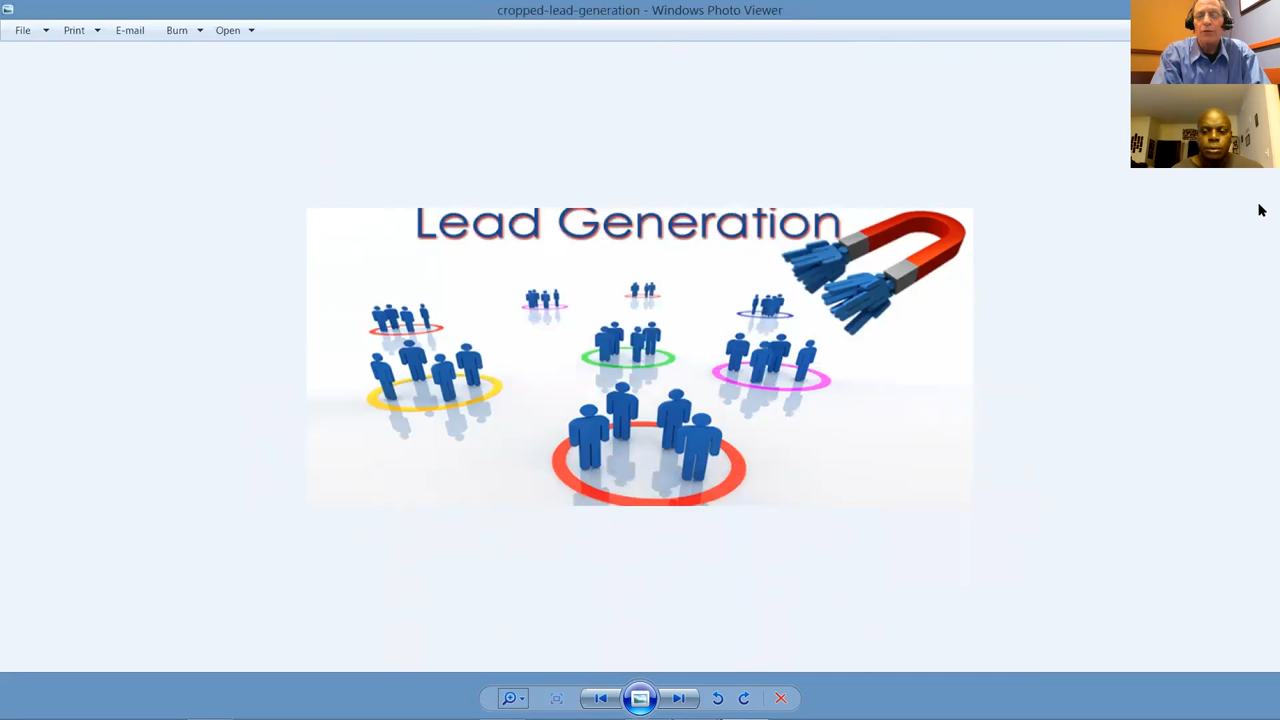 cropped-lead-generation - Windows Photo Viewer
File Print E-mail Burn Open
Lead Generation